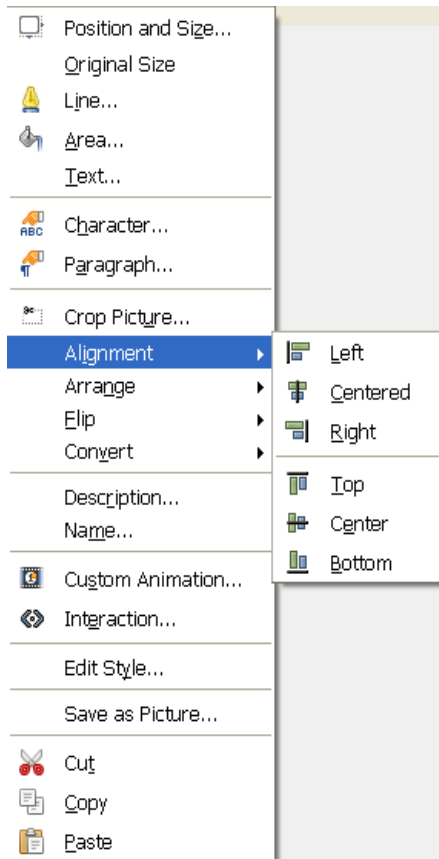 Position and Size...
Original Size
Line...
Area...
Text...
ABC Character...
Paragraph...
Crop Picture...
Alignment
Left
Arrange
Centered
Flip
Right
Convert
Top
Description...
Center
Name...
Bottom
Custom Animation...
Interaction...
Edit Style...
Save as Picture...
Cut
Copy
Paste